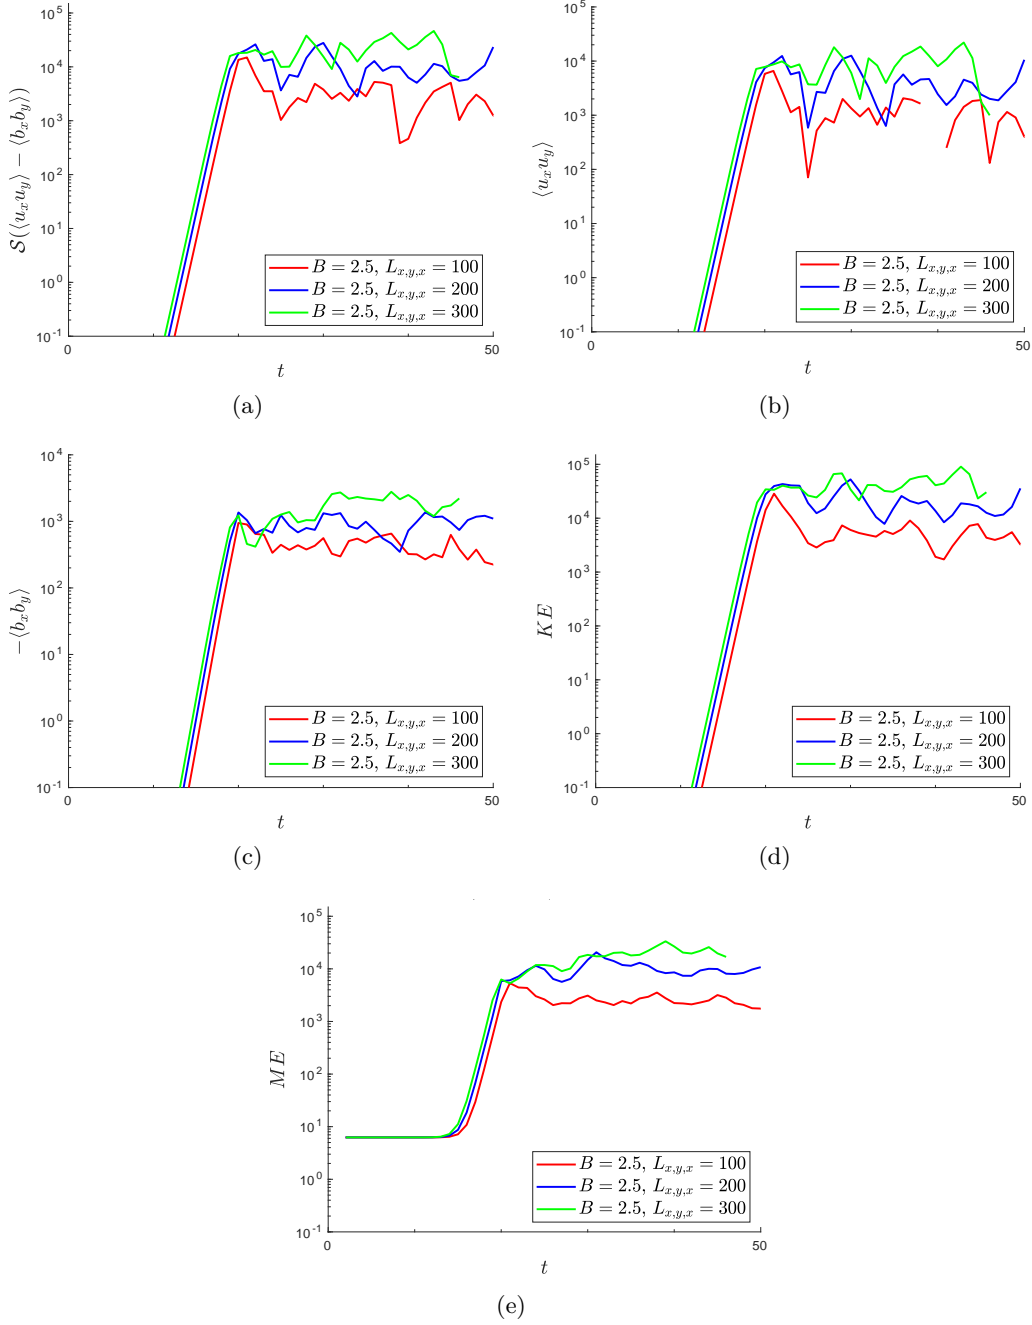 10^5
10^4
10^3
10^2
10^1
10^0
10^-1
S(⟨u_x u_y⟩ − ⟨b_x b_y⟩)
B = 2.5, L_{x,y,x} = 100
B = 2.5, L_{x,y,x} = 200
B = 2.5, L_{x,y,x} = 300
0 50
t
(a)
10^5
10^4
10^3
10^2
10^1
10^0
10^-1
⟨u_x u_y⟩
B = 2.5, L_{x,y,x} = 100
B = 2.5, L_{x,y,x} = 200
B = 2.5, L_{x,y,x} = 300
0 50
t
(b)
10^4
10^3
10^2
10^1
10^0
10^-1
−⟨b_x b_y⟩
B = 2.5, L_{x,y,x} = 100
B = 2.5, L_{x,y,x} = 200
B = 2.5, L_{x,y,x} = 300
0 50
t
(c)
10^5
10^4
10^3
10^2
10^1
10^0
10^-1
KE
B = 2.5, L_{x,y,x} = 100
B = 2.5, L_{x,y,x} = 200
B = 2.5, L_{x,y,x} = 300
0 50
t
(d)
10^5
10^4
10^3
10^2
10^1
10^0
10^-1
ME
B = 2.5, L_{x,y,x} = 100
B = 2.5, L_{x,y,x} = 200
B = 2.5, L_{x,y,x} = 300
0 50
t
(e)